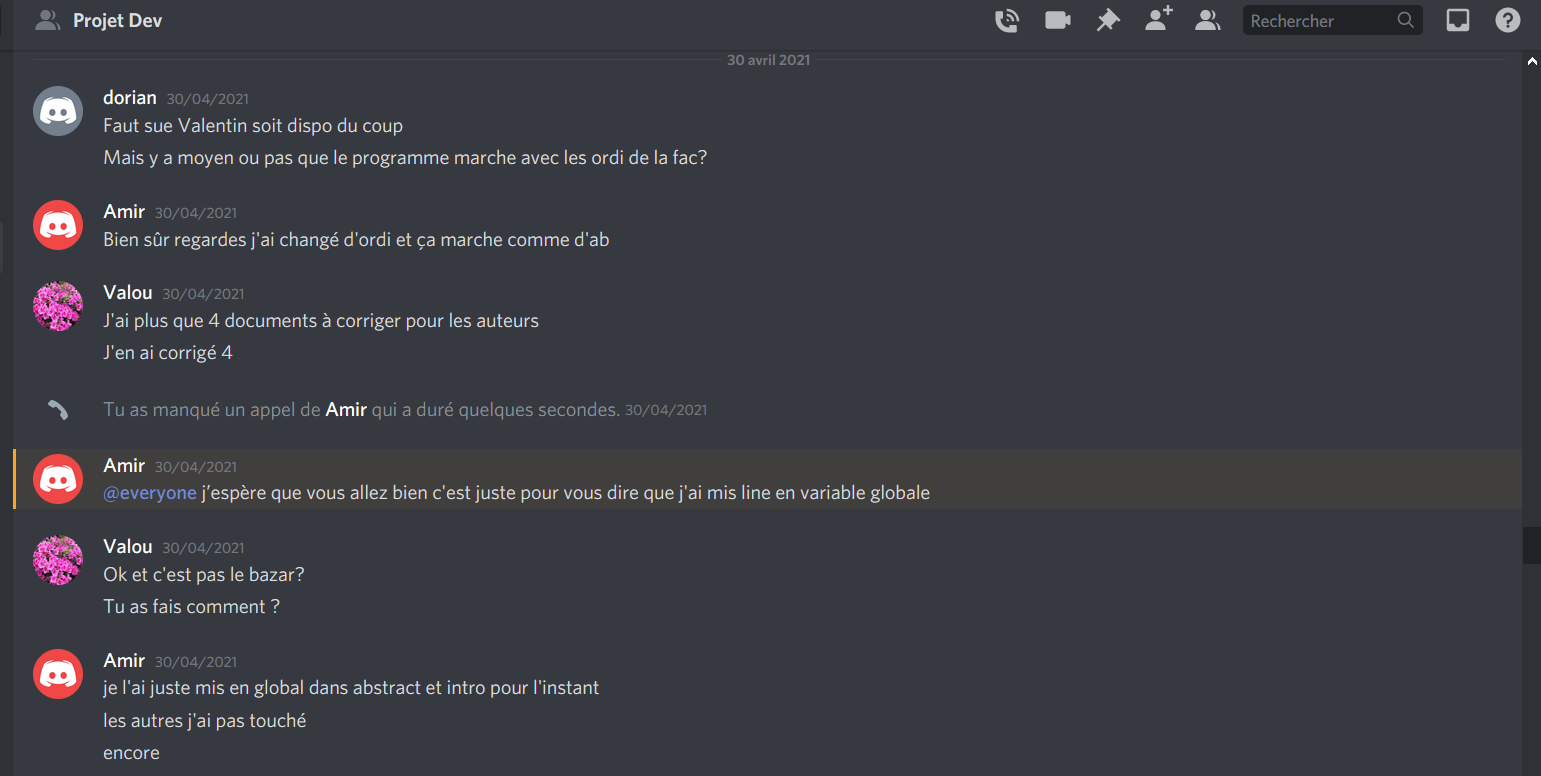 Projet Dev
Rechercher
30 avril 2021
dorian 30/04/2021
Faut sue Valentin soit dispo du coup
Mais y a moyen ou pas que le programme marche avec les ordi de la fac?
Amir 30/04/2021
Bien sûr regardes j'ai changé d'ordi et ça marche comme d'ab
Valou 30/04/2021
J'ai plus que 4 documents à corriger pour les auteurs
J'en ai corrigé 4
Tu as manqué un appel de Amir qui a duré quelques secondes. 30/04/2021
Amir 30/04/2021
@everyone j’espère que vous allez bien c'est juste pour vous dire que j'ai mis line en variable globale
Valou 30/04/2021
Ok et c'est pas le bazar?
Tu as fais comment ?
Amir 30/04/2021
je l'ai juste mis en global dans abstract et intro pour l'instant
les autres j'ai pas touché
encore